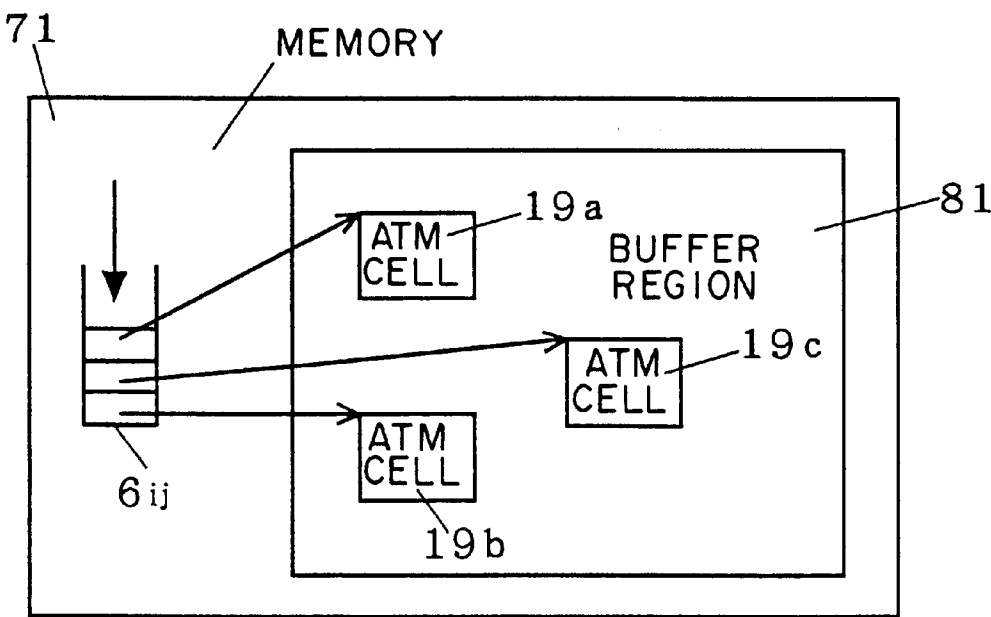 71
MEMORY
19a
ATM
CELL
81
BUFFER
REGION
19c
ATM
CELL
ATM
CELL
6ij
19b